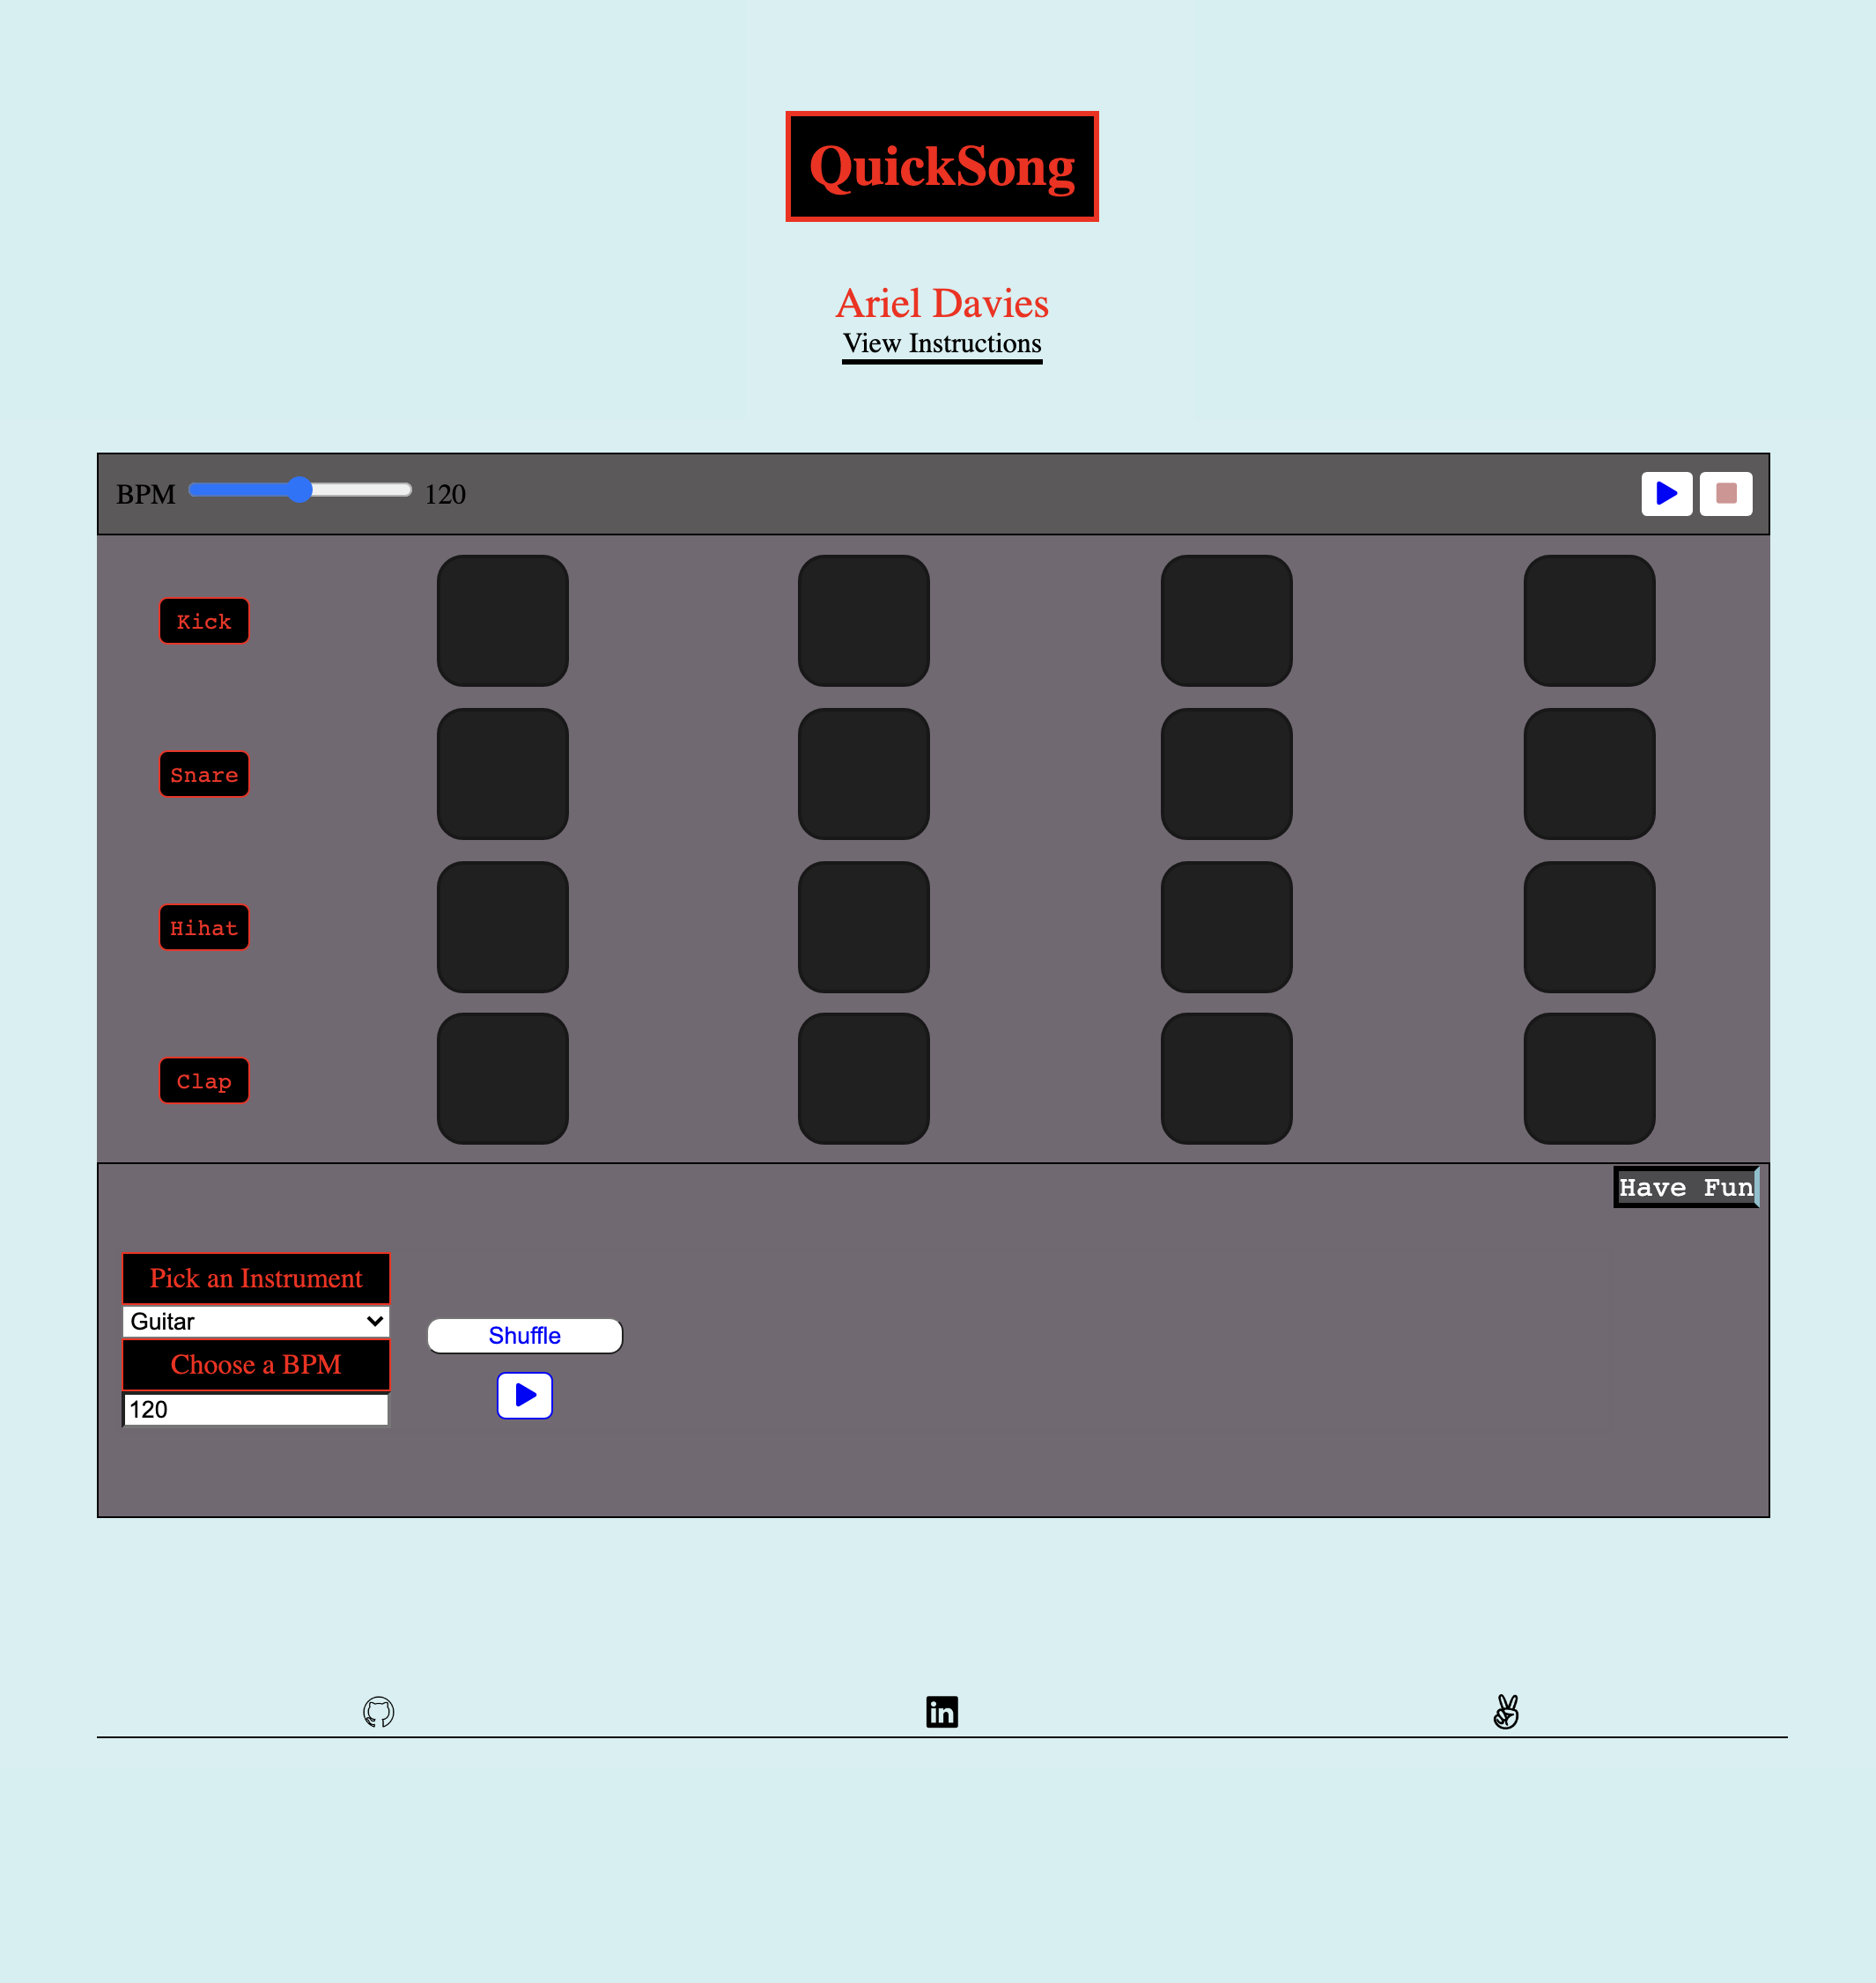 QuickSong
Ariel Davies
View Instructions
BPM 120
Kick
Snare
Hihat
Clap
Have Fun
Pick an Instrument
Guitar
Shuffle
Choose a BPM
120
in